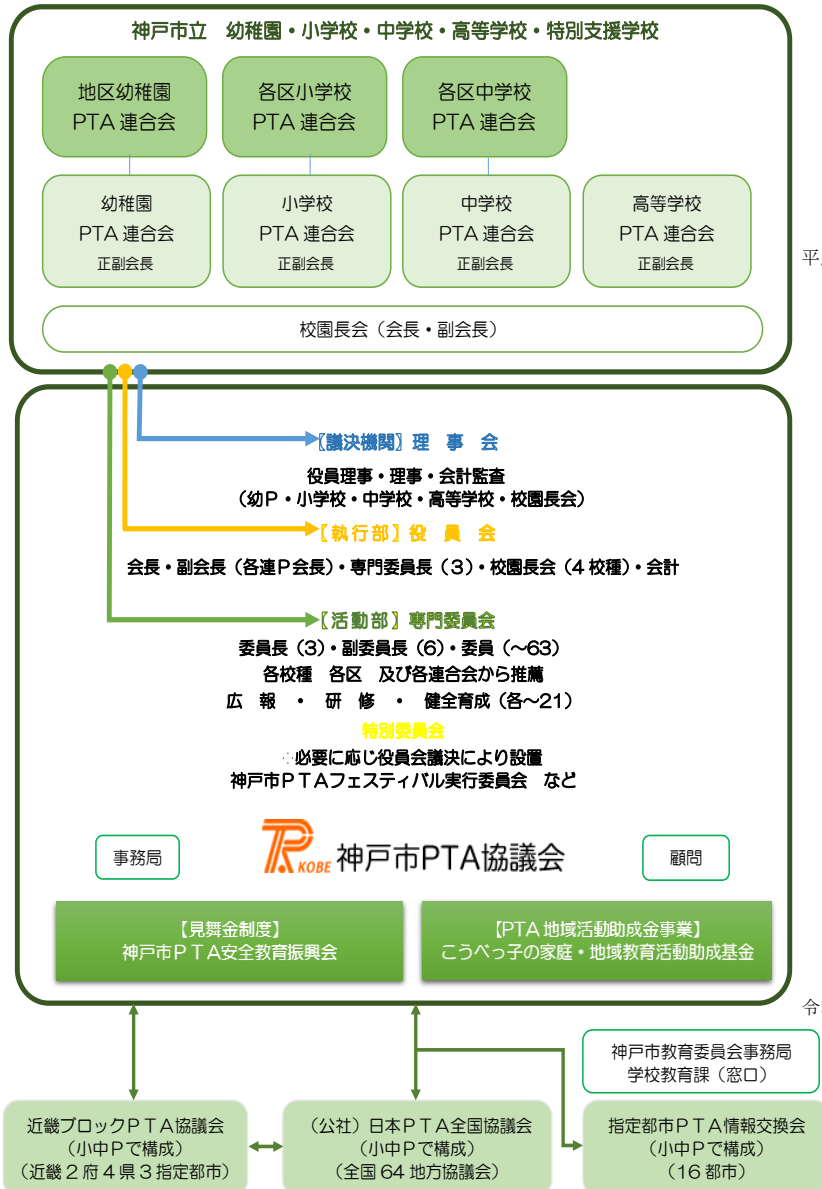 神戸市立　幼稚園・小学校・中学校・高等学校・特別支援学校
地区幼稚園
PTA 連合会
各区小学校
PTA 連合会
各区中学校
PTA 連合会
幼稚園
PTA 連合会
正副会長
小学校
PTA 連合会
正副会長
中学校
PTA 連合会
正副会長
高等学校
PTA 連合会
正副会長
平
校園長会（会長・副会長）
〖議決機関〗理　事　会
役員理事・理事・会計監査
（幼Ｐ・小学校・中学校・高等学校・校園長会）
〖執行部〗役　員　会
会長・副会長（各連Ｐ会長）・専門委員長（3）・校園長会（4 校種）・会計
〖活動部〗専門委員会
委員長（3）・副委員長（6）・委員（～63）
各校種　各区　及び各連合会から推薦
広　報　・　研　修　・　健全育成（各～21）
特別委員会
必要に応じ役員会議決により設置
神戸市ＰＴＡフェスティバル実行委員会　など
事務局
KOBE 神戸市PTA協議会
顧問
【見舞金制度】
神戸市ＰＴＡ安全教育振興会
【PTA 地域活動助成金事業】
こうべっ子の家庭・地域教育活動助成基金
令
神戸市教育委員会事務局
学校教育課（窓口）
近畿ブロックＰＴＡ協議会
（小中Ｐで構成）
（近畿２府４県３指定都市）
（公社）日本ＰＴＡ全国協議会
（小中Ｐで構成）
（全国 64 地方協議会）
指定都市ＰＴＡ情報交換会
（小中Ｐで構成）
（16 都市）